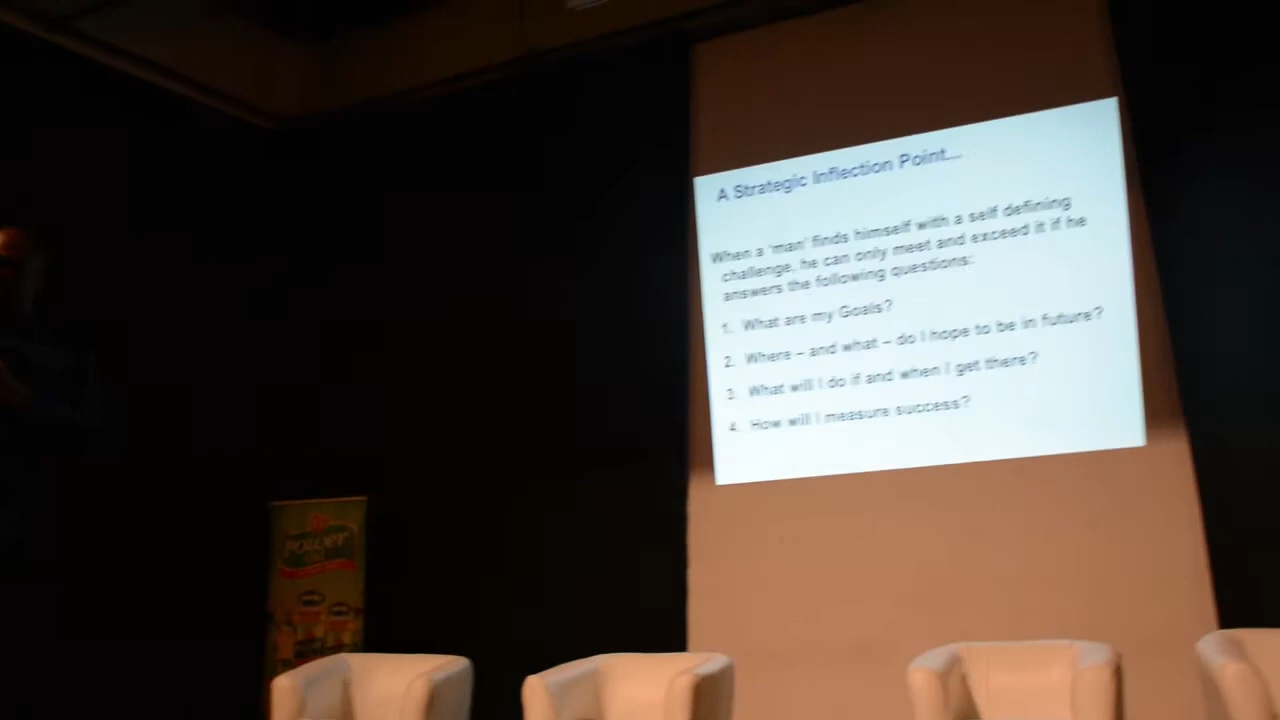 A Strategic Inflection Point...
When a 'man' finds himself with a self defining
challenge, he can only meet and exceed it if he
answers the following questions:
1. What are my Goals?
2. Where – and what – do I hope to be in future?
3. What will I do if and when I get there?
4. How will I measure success?
Power